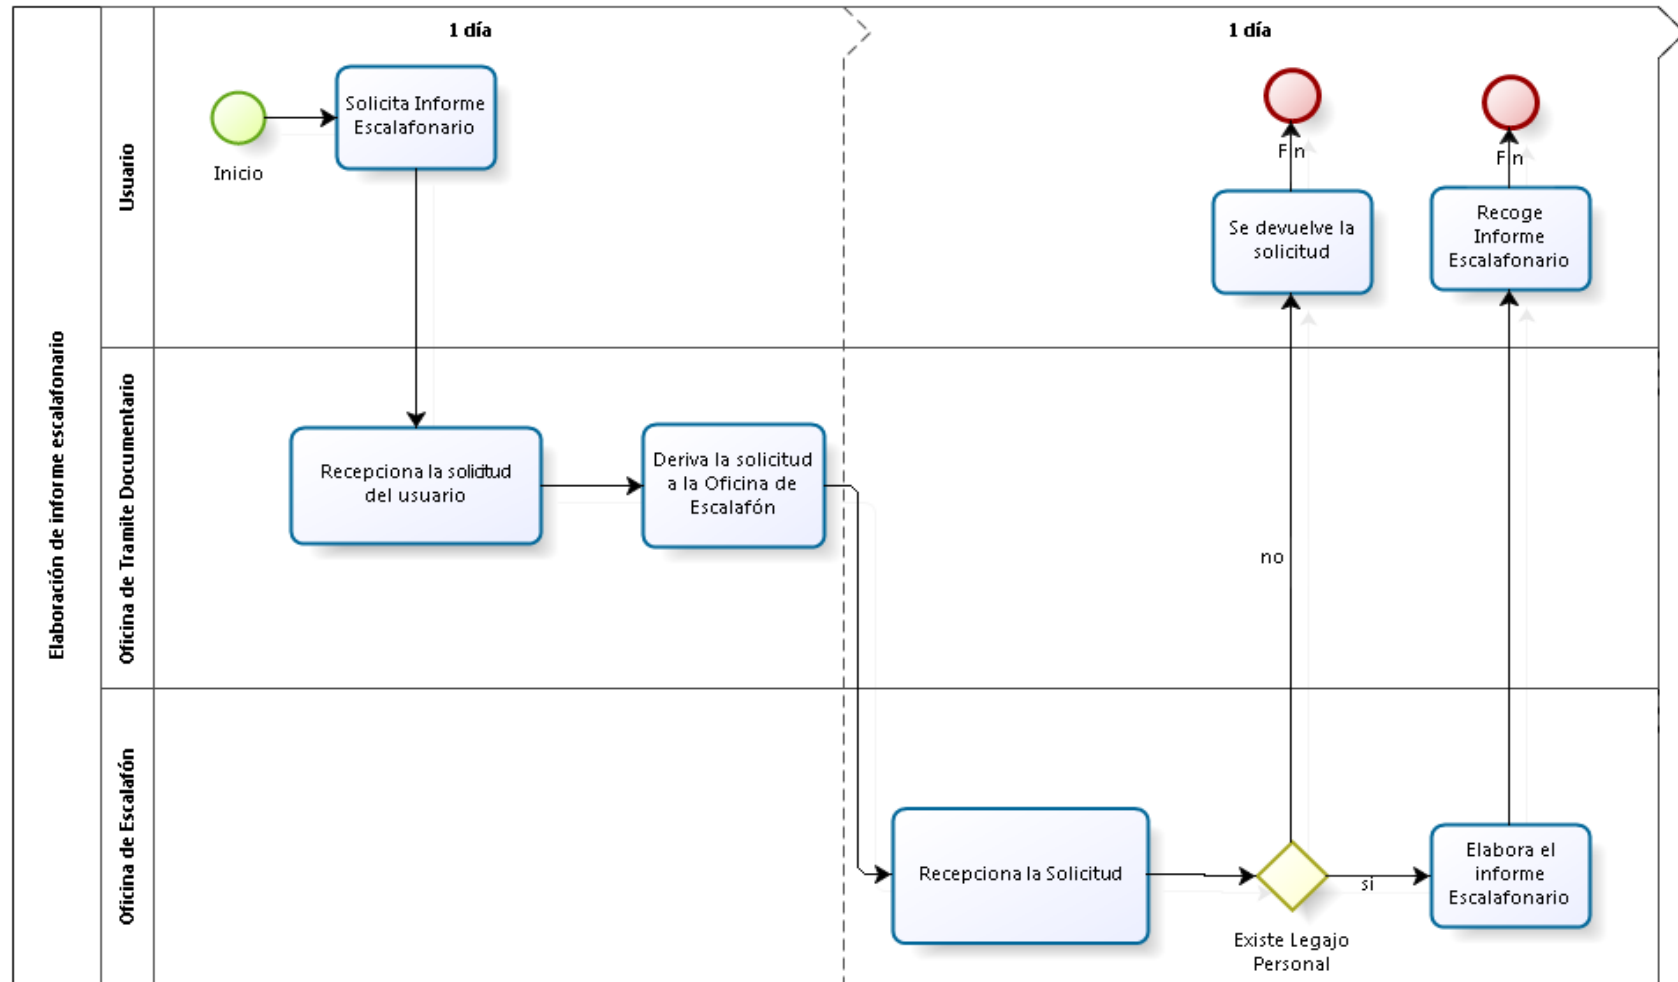 Elaboración de informe escalafonario
1 día
1 día
Usuario
Inicio
Solicita Informe
Escalafonario
Fin
Fin
Se devuelve la
solicitud
Recoge
Informe
Escalafonario
Oficina de Tramite Documentario
Recepciona la solicitud
del usuario
Deriva la solicitud
a la Oficina de
Escalafón
no
Oficina de Escalafón
Recepciona la Solicitud
Existe Legajo
Personal
si
Elabora el
informe
Escalafonario